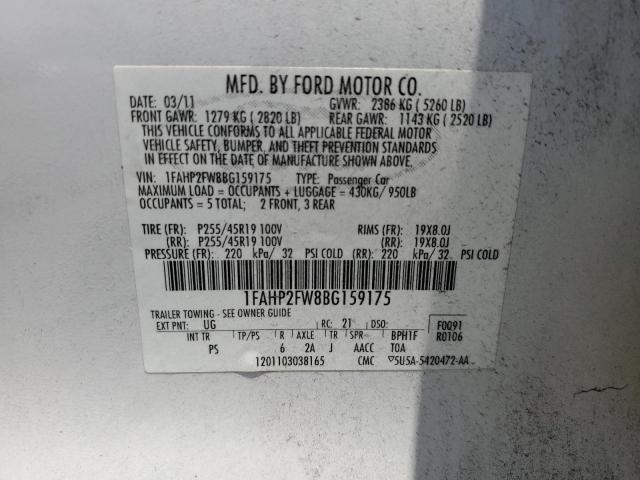 MFD. BY FORD MOTOR CO.
DATE: 03/11 GVWR: 2386 KG ( 5260 LB)
FRONT GAWR: 1279 KG ( 2820 LB) REAR GAWR: 1143 KG ( 2520 LB)
THIS VEHICLE CONFORMS TO ALL APPLICABLE FEDERAL MOTOR
VEHICLE SAFETY, BUMPER, AND THEFT PREVENTION STANDARDS
IN EFFECT ON THE DATE OF MANUFACTURE SHOWN ABOVE.
VIN: 1FAHP2FW8BG159175 TYPE: Passenger Car
MAXIMUM LOAD = OCCUPANTS + LUGGAGE = 430KG/ 950LB
OCCUPANTS = 5 TOTAL; 2 FRONT, 3 REAR
TIRE (FR): P255/45R19 100V RIMS (FR): 19X8.0J
(RR): P255/45R19 100V (RR): 19X8.0J
PRESSURE (FR): 220 kPa/ 32 PSI COLD (RR): 220 kPa/ 32 PSI COLD
1FAHP2FW8BG159175
TRAILER TOWING - SEE OWNER GUIDE
EXT PNT: UG RC: 21 DSO: F0091
INT TR TP/PS R AXLE TR SPR BPH1F R0106
PS 6 2A J AACC TOA
1201103038165 CMC ▽5U5A-5420472-AA